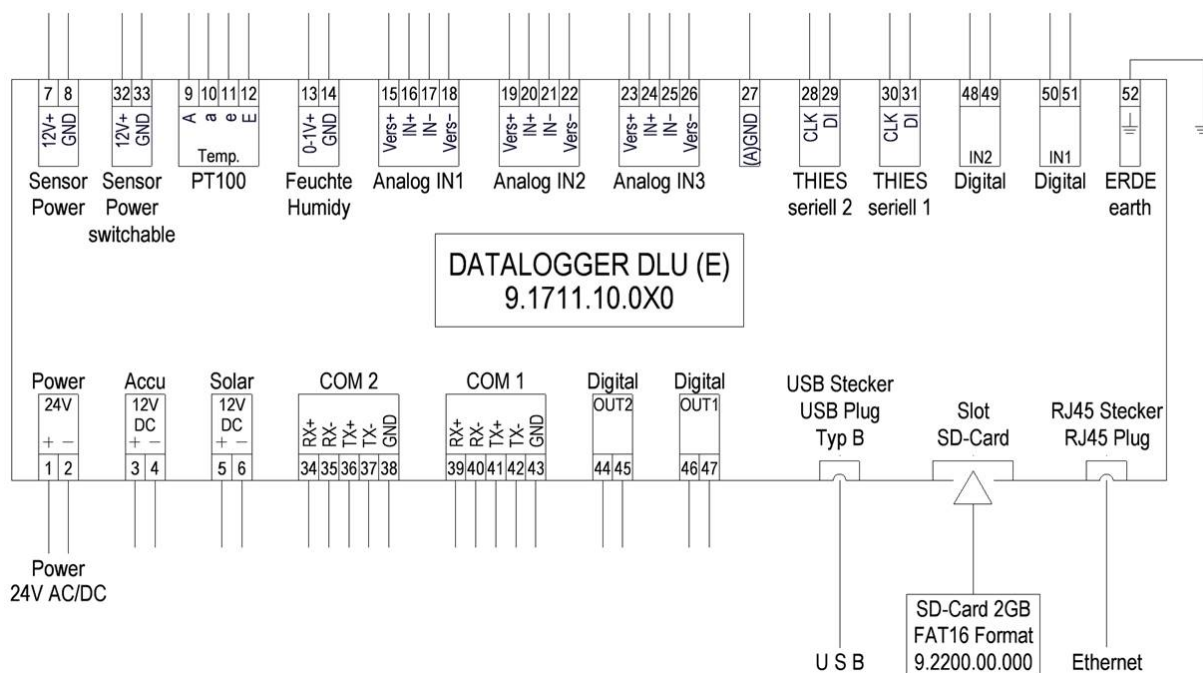 7 8 32 33 9 10 11 12 13 14 15 16 17 18 19 20 21 22 23 24 25 26 27 28 29 30 31 48 49 50 51 52
12V+ GND 12V+ GND A a e E 0-1V+ GND Vers+ IN+ IN- Vers- Vers+ IN+ IN- Vers- Vers+ IN+ IN- Vers- (A)GND CLK DI CLK DI
Temp. IN2 IN1
Sensor Power
Sensor Power switchable
PT100
Feuchte Humidy
Analog IN1
Analog IN2
Analog IN3
THIES seriell 2
THIES seriell 1
Digital
Digital
ERDE earth
DATALOGGER DLU (E)
9.1711.10.0X0
Power
24V
+ −
1 2
Accu
12V
DC
+ −
3 4
Solar
12V
DC
+ −
5 6
COM 2
RX+ RX- TX+ TX- GND
34 35 36 37 38
COM 1
RX+ RX- TX+ TX- GND
39 40 41 42 43
Digital
OUT2
44 45
Digital
OUT1
46 47
USB Stecker
USB Plug
Typ B
Slot
SD-Card
RJ45 Stecker
RJ45 Plug
Power
24V AC/DC
U S B
SD-Card 2GB
FAT16 Format
9.2200.00.000
Ethernet